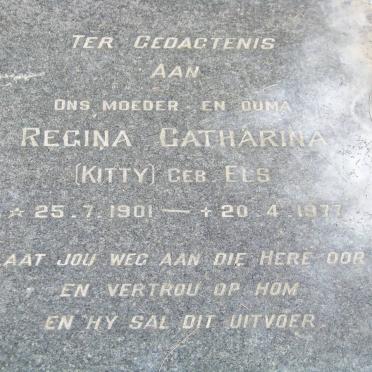 TER GEDAGTENIS
AAN
ONS MOEDER EN OUMA
REGINA CATHARINA
(KITTY) GEB. ELS
☆ 25.7.1901 — + 20.4.1977
AAT JOU WEG AAN DIE HERE OOR
EN VERTROU OP HOM
EN HY SAL DIT UITVOER.